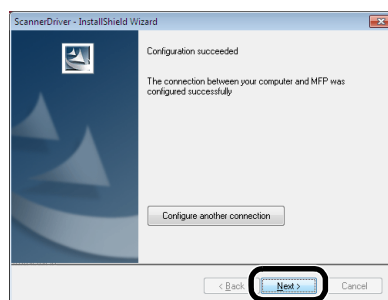 ScannerDriver - InstallShield Wizard
Configuration succeeded
The connection between your computer and MFP was
configured successfully
Configure another connection
< Back
Next >
Cancel